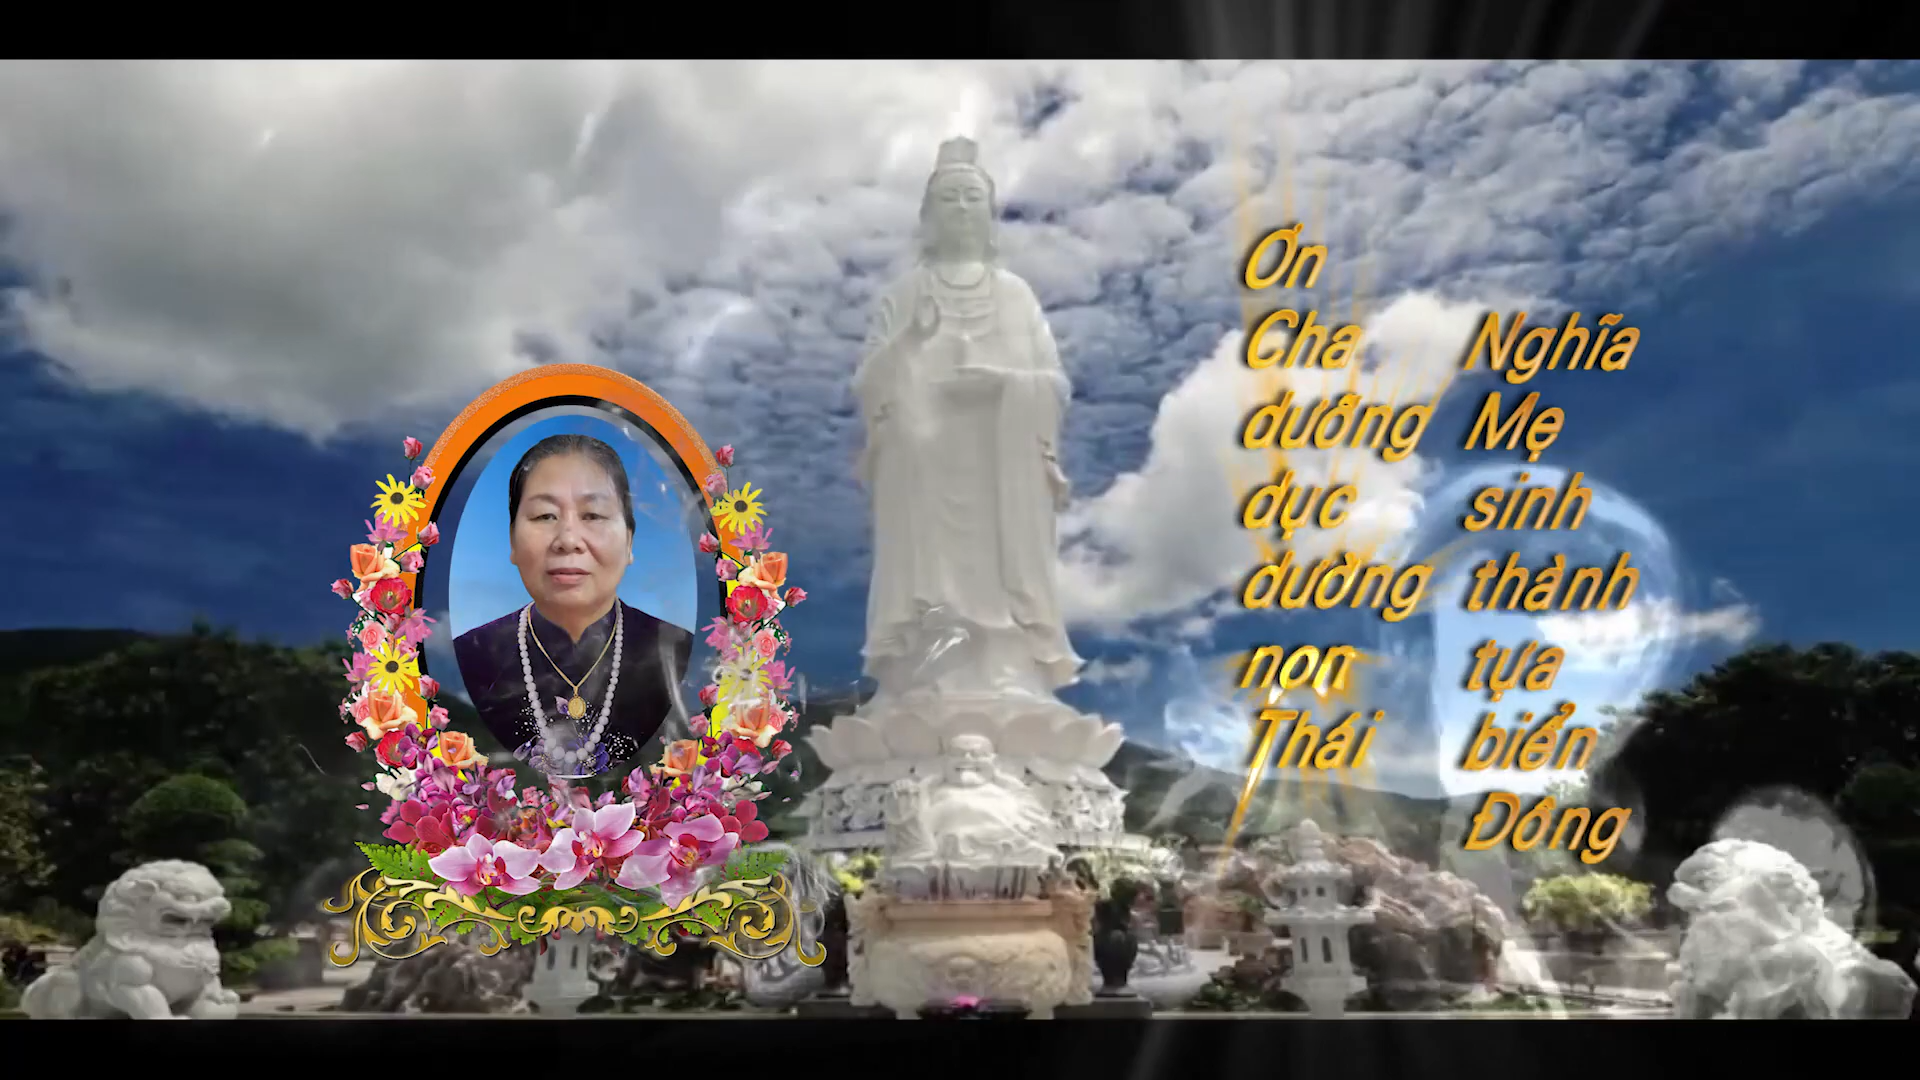 Ơn
Cha
dưỡng
dục
dường
non
Thái
Nghĩa
Mẹ
sinh
thành
tựa
biển
Đông